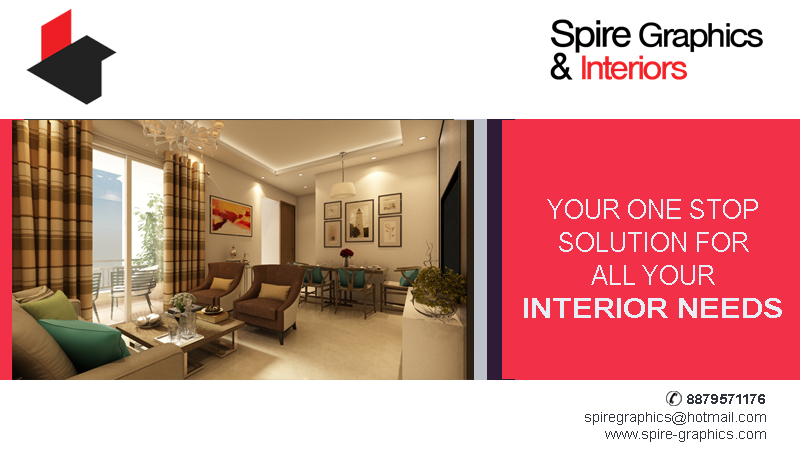 Spire Graphics
& Interiors
YOUR ONE STOP
SOLUTION FOR
ALL YOUR
INTERIOR NEEDS
✆ 8879571176
spiregraphics@hotmail.com
www.spire-graphics.com